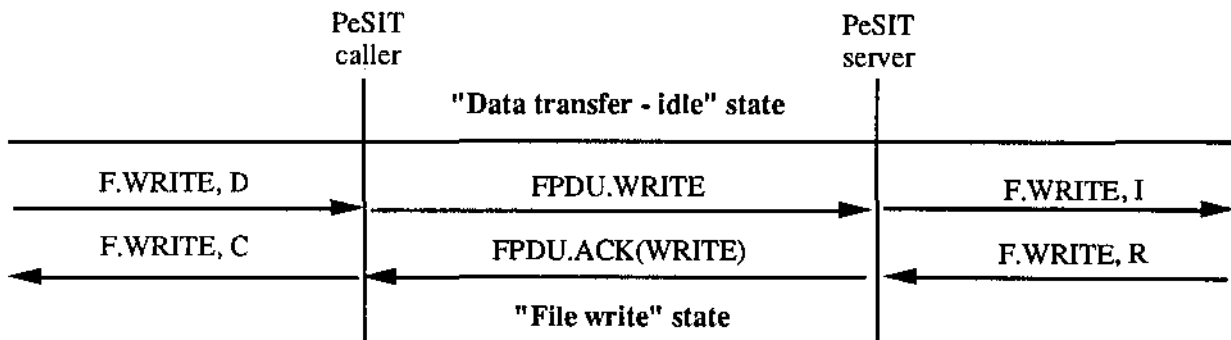 PeSIT
caller
PeSIT
server
"Data transfer - idle" state
F.WRITE, D
FPDU.WRITE
F.WRITE, I
F.WRITE, C
FPDU.ACK(WRITE)
F.WRITE, R
"File write" state